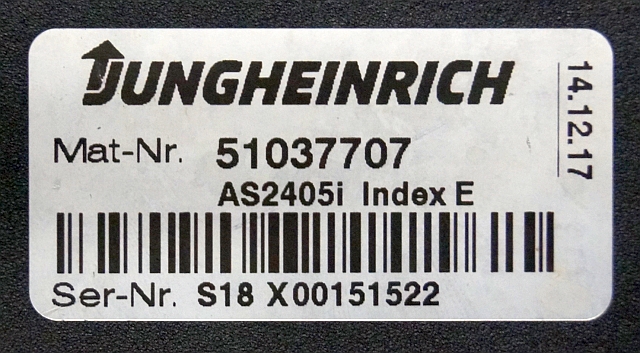 JUNGHEINRICH
14.12.17
Mat-Nr. 51037707
AS2405i Index E
Ser-Nr. S18 X00151522